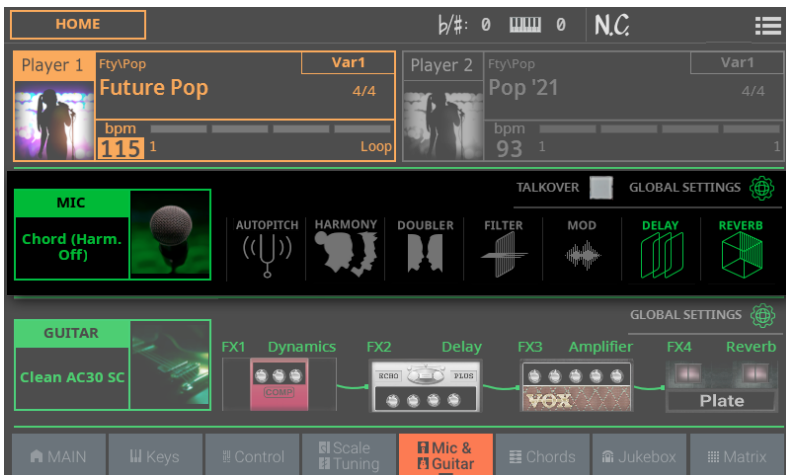 HOME
b/#: 0
0
N.C.
Player 1
Fty\Pop
Var1
Future Pop
4/4
bpm
115
1
Loop
Player 2
Fty\Pop
Var1
Pop '21
4/4
bpm
93
1
1
TALKOVER
GLOBAL SETTINGS
MIC
Chord (Harm.
Off)
AUTOPITCH
HARMONY
DOUBLER
FILTER
MOD
DELAY
REVERB
GLOBAL SETTINGS
GUITAR
Clean AC30 SC
FX1 Dynamics
FX2 Delay
FX3 Amplifier
FX4 Reverb
COMP
ECHO
PLUS
VOX
Plate
MAIN
Keys
Control
Scale
Tuning
Mic &
Guitar
Chords
Jukebox
Matrix